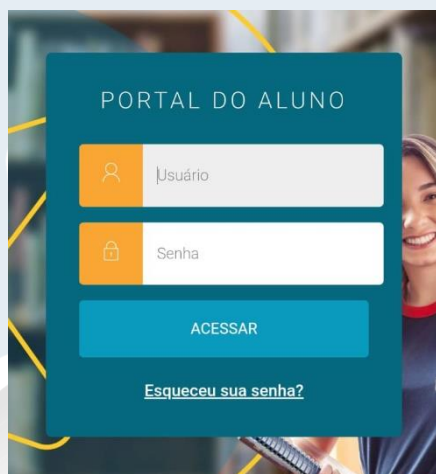 PORTAL DO ALUNO
Usuário
Senha
ACESSAR
Esqueceu sua senha?